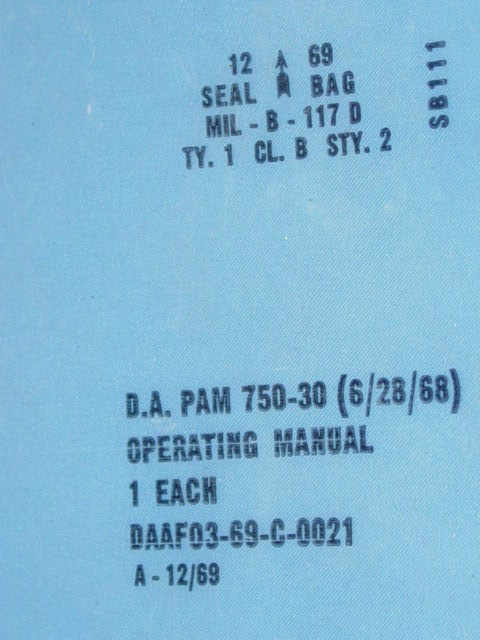 12 69
SEAL BAG
MIL - B - 117 D
TY. 1 CL. B STY. 2
SB111
D.A. PAM 750-30 (6/28/68)
OPERATING MANUAL
1 EACH
DAAF03-69-C-0021
A - 12/69